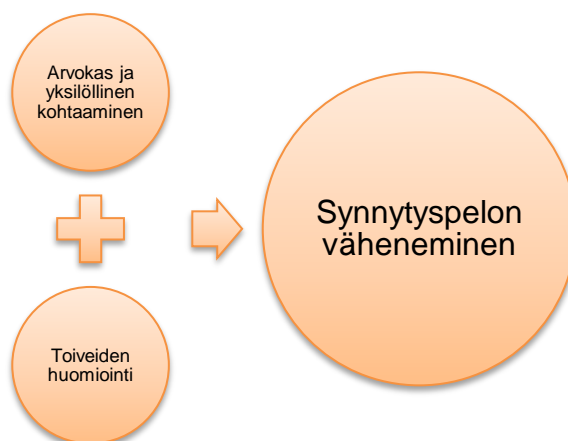 Arvokas ja
yksilöllinen
kohtaaminen
Toiveiden
huomiointi
Synnytyspelon
väheneminen